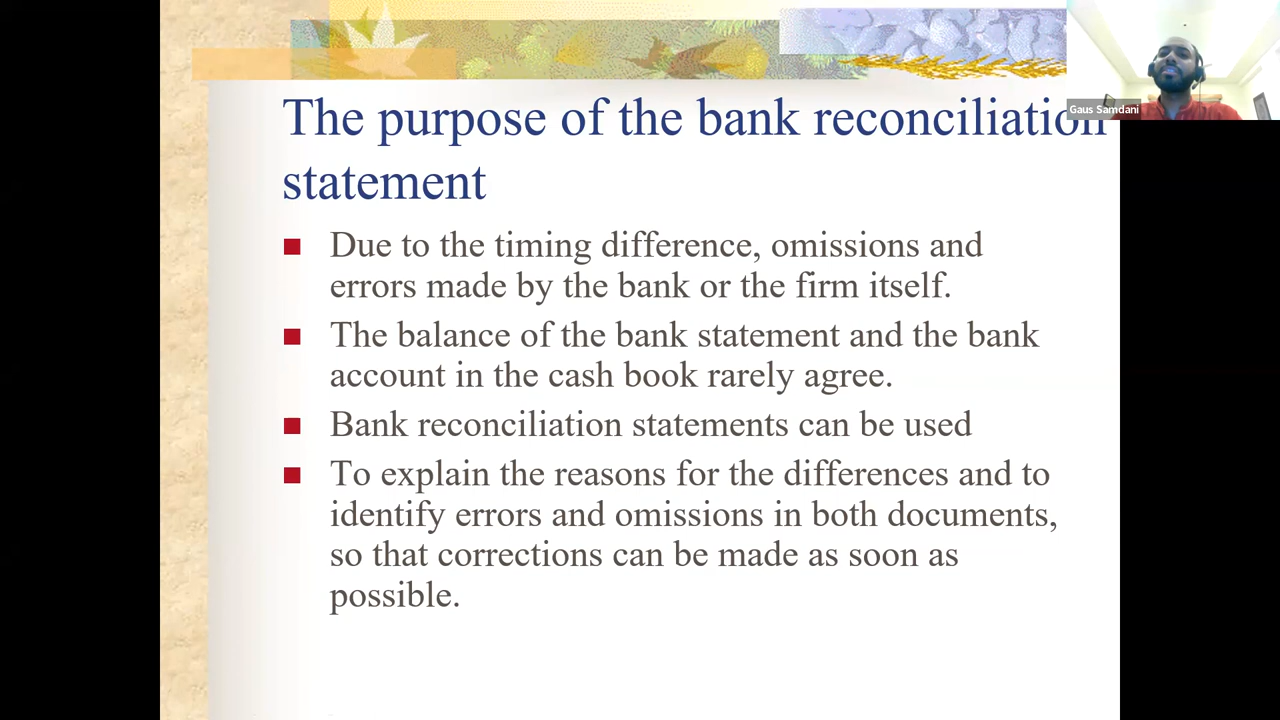 The purpose of the bank reconciliation
statement
Gaus Samdani
Due to the timing difference, omissions and
errors made by the bank or the firm itself.
The balance of the bank statement and the bank
account in the cash book rarely agree.
Bank reconciliation statements can be used
To explain the reasons for the differences and to
identify errors and omissions in both documents,
so that corrections can be made as soon as
possible.